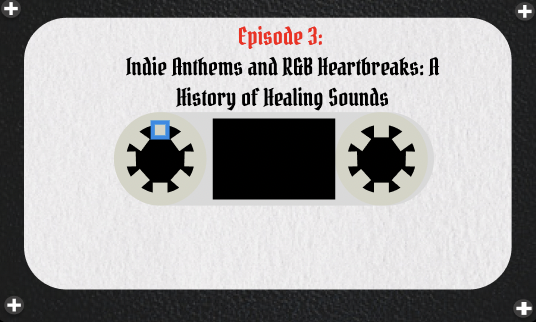 Episode 3:
Indie Anthems and R&B Heartbreaks: A
History of Healing Sounds